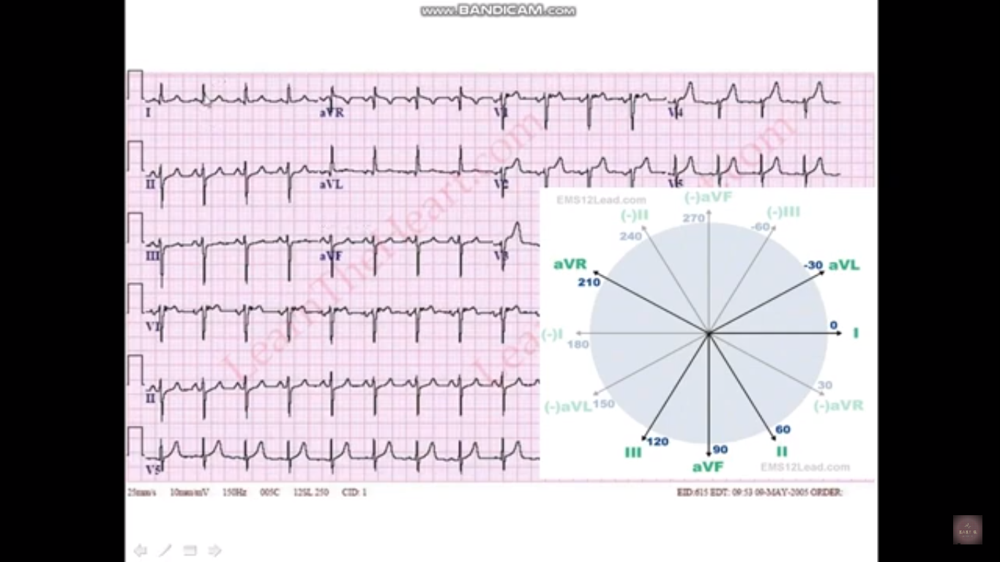 www.BANDICAM.com
I aVR V1 V4
II aVL V2 V5
III aVF V3
V1
II
V5
LearnTheHeart.com
25mm/s 10mm/mV 150Hz 005C 12SL 250 CID: 1
EID:615 EDT: 09:53 09-MAY-2005 ORDER:
EMS12Lead.com
(-)aVF
270
(-)II
240
(-)III
-60
aVR
210
-30 aVL
(-)I
180
0 I
(-)aVL 150
30
(-)aVR
III 120
90
aVF
60
II
EMS12Lead.com